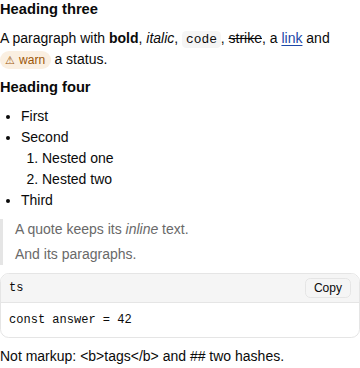 Heading three
A paragraph with bold, italic, code, strike, a link and
⚠ warn a status.
Heading four
• First
• Second
1. Nested one
2. Nested two
• Third
A quote keeps its inline text.
And its paragraphs.
ts Copy
const answer = 42
Not markup: <b>tags</b> and ## two hashes.